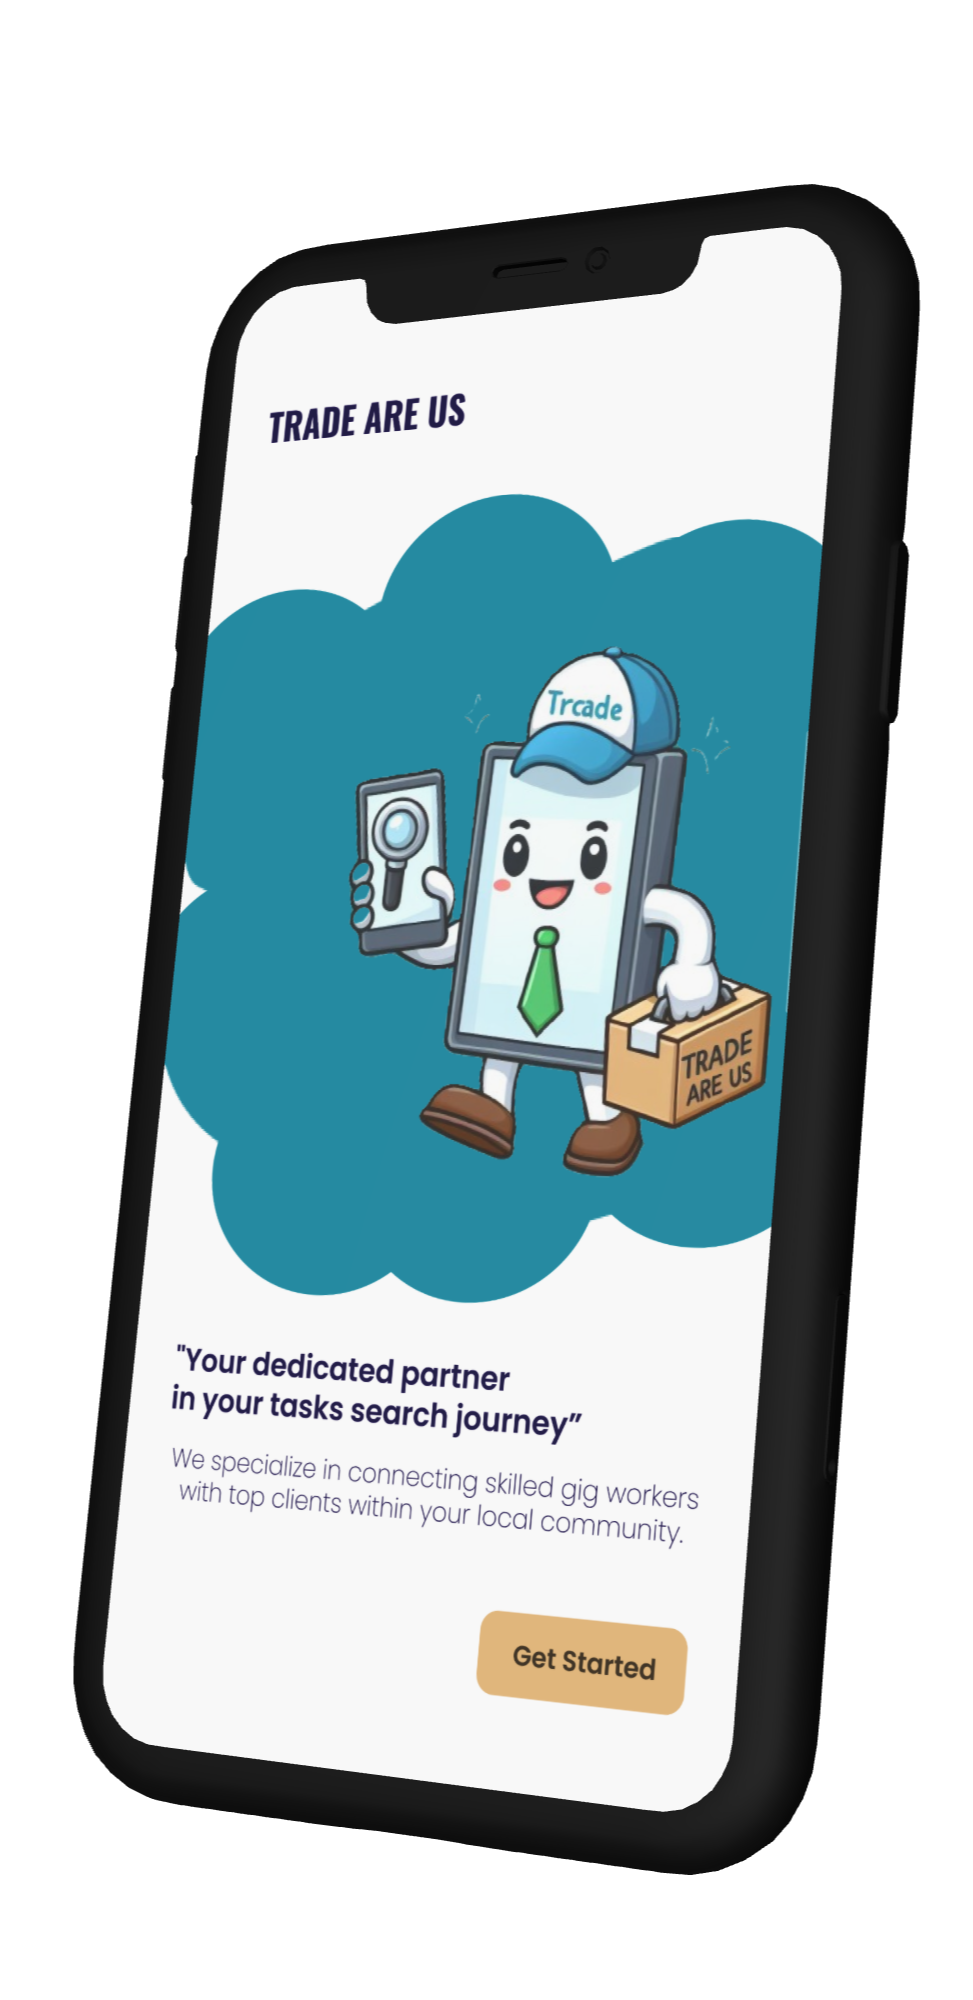 TRADE ARE US
Trcade
TRADE
ARE US
"Your dedicated partner
in your tasks search journey”
We specialize in connecting skilled gig workers
with top clients within your local community.
Get Started